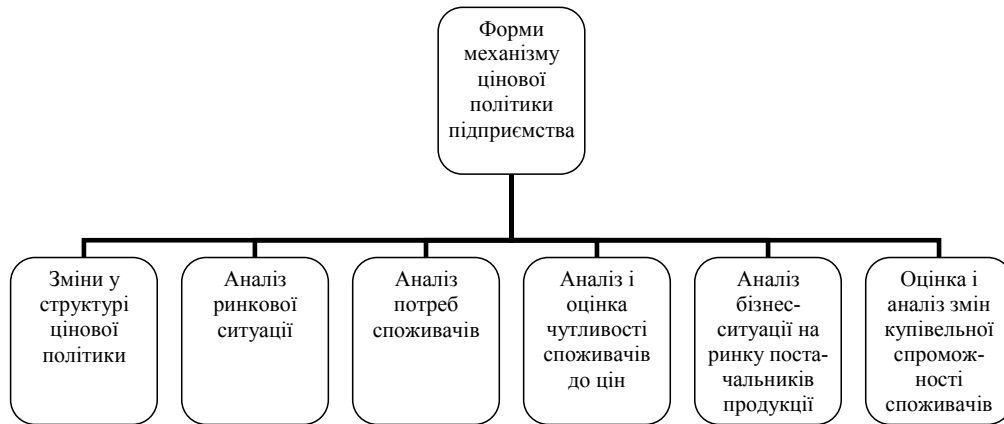 Форми
механізму
цінової
політики
підприємства
Зміни у
структурі
цінової
політики
Аналіз
ринкової
ситуації
Аналіз
потреб
споживачів
Аналіз і
оцінка
чутливості
споживачів
до цін
Аналіз
бізнес-
ситуації на
ринку поста-
чальників
продукції
Оцінка і
аналіз змін
купівельної
спромож-
ності
споживачів